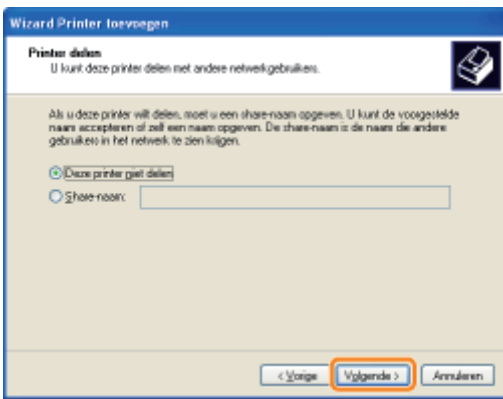 Wizard Printer toevoegen
Printer delen
U kunt deze printer delen met andere netwerkgebruikers.
Als u deze printer wilt delen, moet u een share-naam opgeven. U kunt de voorgestelde
naam accepteren of zelf een naam opgeven. De share-naam is de naam die andere
gebruikers in het netwerk te zien krijgen.
Deze printer niet delen
Share-naam:
< Vorige
Volgende >
Annuleren